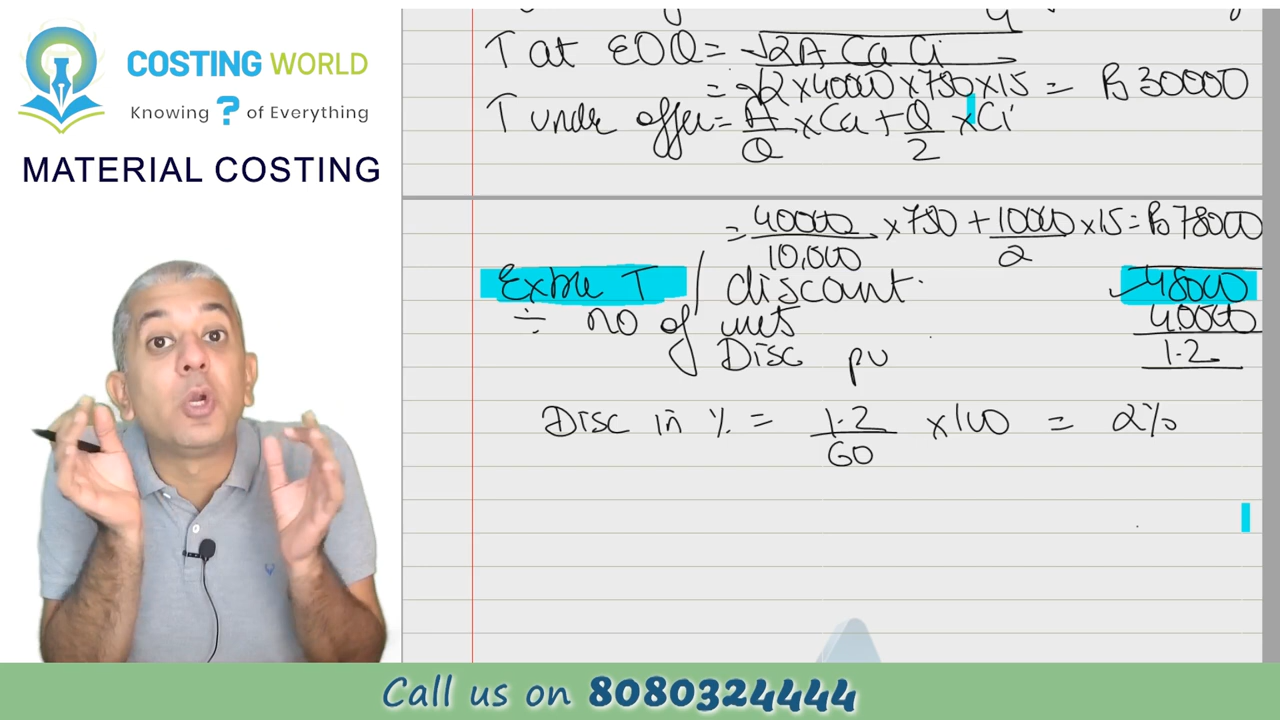 COSTING WORLD
Knowing ? of Everything
MATERIAL COSTING
T at EOQ = √2A Ca Ci
= √2×40000×750×15 = ₨ 30000
T under offer = A/Q × Ca + Q/2 × Ci
= 40000/10,000 × 750 + 10000/2 × 15 = ₨ 78000
Extra T / discount 48000
÷ no of units 40000
Disc pu 1.2
Disc in % = 1.2/60 ×100 = 2%
Call us on 8080324444